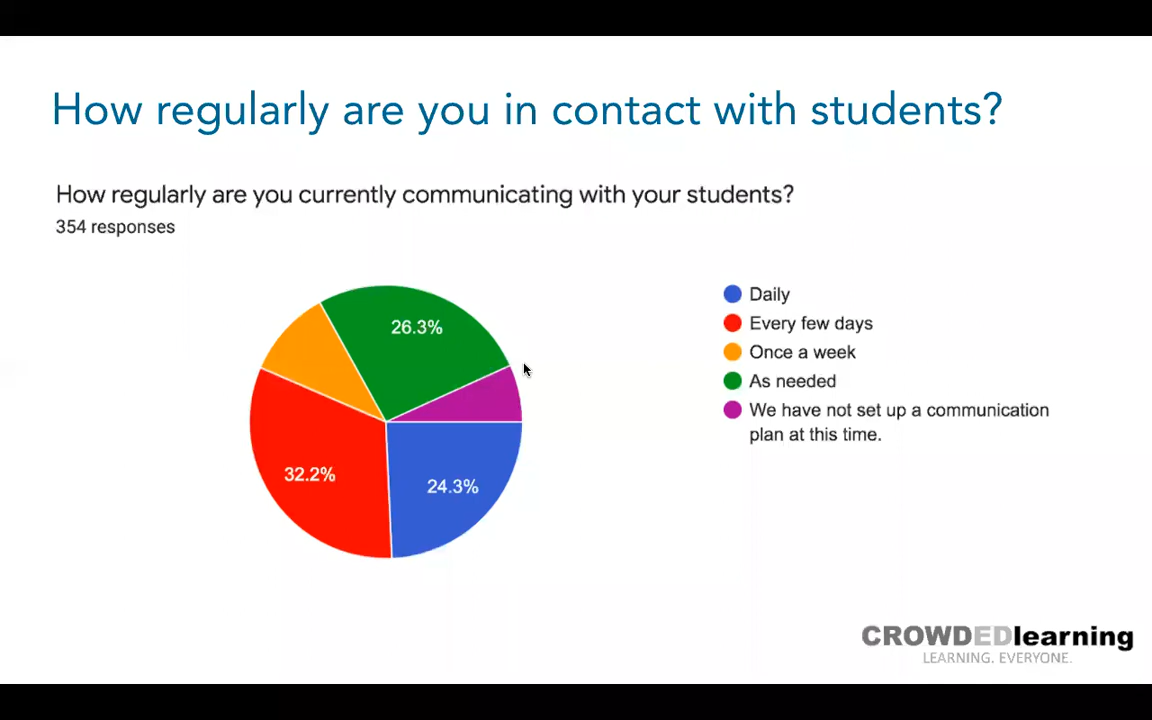 How regularly are you in contact with students?
How regularly are you currently communicating with your students?
354 responses
26.3%
32.2%
24.3%
Daily
Every few days
Once a week
As needed
We have not set up a communication
plan at this time.
CROWDEDlearning
LEARNING. EVERYONE.